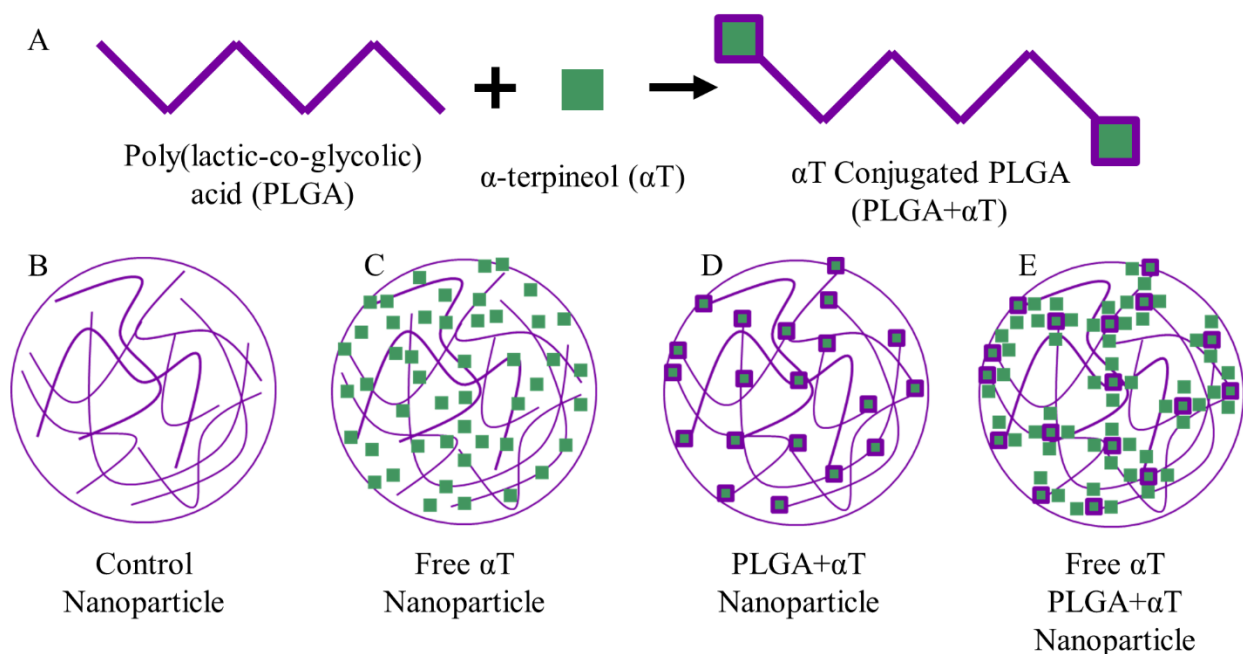 A
Poly(lactic-co-glycolic)
acid (PLGA)
+
α-terpineol (αT)
αT Conjugated PLGA
(PLGA+αT)
B
Control
Nanoparticle
C
Free αT
Nanoparticle
D
PLGA+αT
Nanoparticle
E
Free αT
PLGA+αT
Nanoparticle